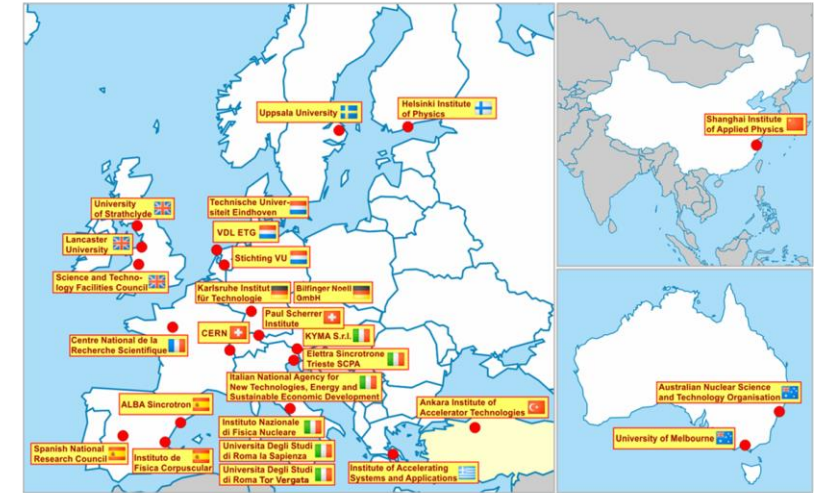 Uppsala University
Helsinki Institute
of Physics
Shanghai Institute
of Applied Physics
University
of Strathclyde
Technische Univer-
siteit Eindhoven
Lancaster
University
VDL ETG
Stichting VU
Science and Techno-
logy Facilities Council
Karlsruhe Institut
für Technologie
Bilfinger Noell
GmbH
Paul Scherrer
Institute
Centre National de la
Recherche Scientifique
CERN
KYMA S.r.l.
Elettra Sincrotrone
Trieste SCPA
Italian National Agency for
New Technologies, Energy and
Sustainable Economic Development
ALBA Sincrotron
Ankara Institute of
Accelerator Technologies
Instituto Nazionale
di Fisica Nucleare
Spanish National
Research Council
Instituto de
Fisica Corpuscular
Universita Degli Studi
di Roma la Sapienza
Universita Degli Studi
di Roma Tor Vergata
Institute of Accelerating
Systems and Applications
Australian Nuclear Science
and Technology Organisation
University of Melbourne